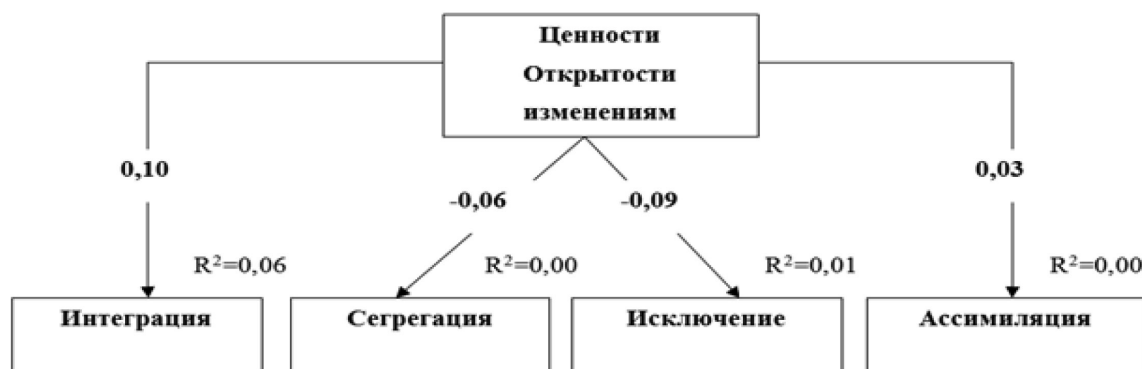 Ценности
Открытости
изменениям
0,10
-0,06
-0,09
0,03
R²=0,06
R²=0,00
R²=0,01
R²=0,00
Интеграция
Сегрегация
Исключение
Ассимиляция